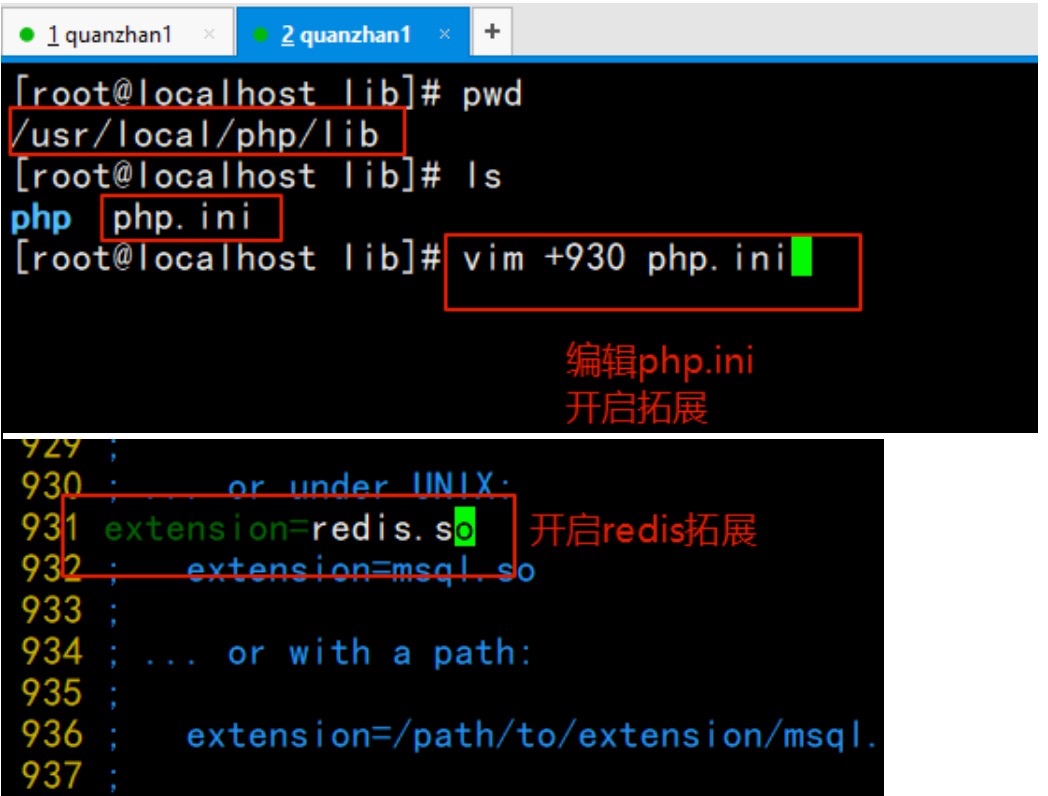 1 quanzhan1 × 2 quanzhan1 × +
[root@localhost lib]# pwd
/usr/local/php/lib
[root@localhost lib]# ls
php php.ini
[root@localhost lib]# vim +930 php.ini
编辑php.ini
开启拓展
929 ;
930 ; ... or under UNIX:
931 extension=redis.so 开启redis拓展
932 ;   extension=msql.so
933 ;
934 ; ... or with a path:
935 ;
936 ;   extension=/path/to/extension/msql.
937 ;